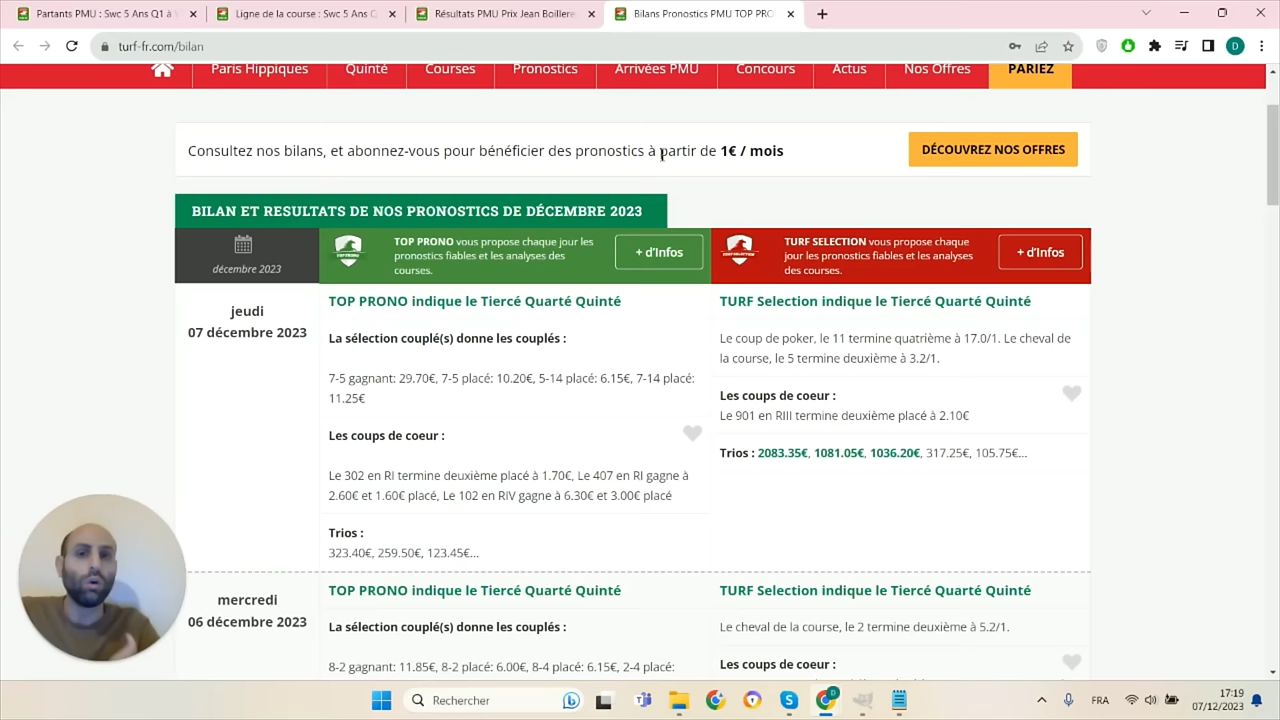 Partants PMU : Swc 5 Ans Q1 à V
Ligne de la course : Swc 5 Ans Q
Résultats PMU Prix Jean Boillere
Bilans Pronostics PMU TOP PRO
turf-fr.com/bilan
D
Paris Hippiques
Quinté
Courses
Pronostics
Arrivées PMU
Concours
Actus
Nos Offres
PARIEZ
Consultez nos bilans, et abonnez-vous pour bénéficier des pronostics à partir de 1€ / mois
DÉCOUVREZ NOS OFFRES
BILAN ET RESULTATS DE NOS PRONOSTICS DE DÉCEMBRE 2023
décembre 2023
TOP PRONO vous propose chaque jour les
pronostics fiables et les analyses des
courses.
+ d'Infos
TURF SELECTION vous propose chaque
jour les pronostics fiables et les analyses
des courses.
+ d'Infos
jeudi
07 décembre 2023
TOP PRONO indique le Tiercé Quarté Quinté
La sélection couplé(s) donne les couplés :
7-5 gagnant: 29.70€, 7-5 placé: 10.20€, 5-14 placé: 6.15€, 7-14 placé:
11.25€
Les coups de coeur :
Le 302 en RI termine deuxième placé à 1.70€, Le 407 en RI gagne à
2.60€ et 1.60€ placé, Le 102 en RIV gagne à 6.30€ et 3.00€ placé
Trios :
323.40€, 259.50€, 123.45€...
TURF Selection indique le Tiercé Quarté Quinté
Le coup de poker, le 11 termine quatrième à 17.0/1. Le cheval de
la course, le 5 termine deuxième à 3.2/1.
Les coups de coeur :
Le 901 en RIII termine deuxième placé à 2.10€
Trios : 2083.35€, 1081.05€, 1036.20€, 317.25€, 105.75€...
mercredi
06 décembre 2023
TOP PRONO indique le Tiercé Quarté Quinté
La sélection couplé(s) donne les couplés :
8-2 gagnant: 11.85€, 8-2 placé: 6.00€, 8-4 placé: 6.15€, 2-4 placé:
TURF Selection indique le Tiercé Quarté Quinté
Le cheval de la course, le 2 termine deuxième à 5.2/1.
Les coups de coeur :
Rechercher
FRA
17:19
07/12/2023